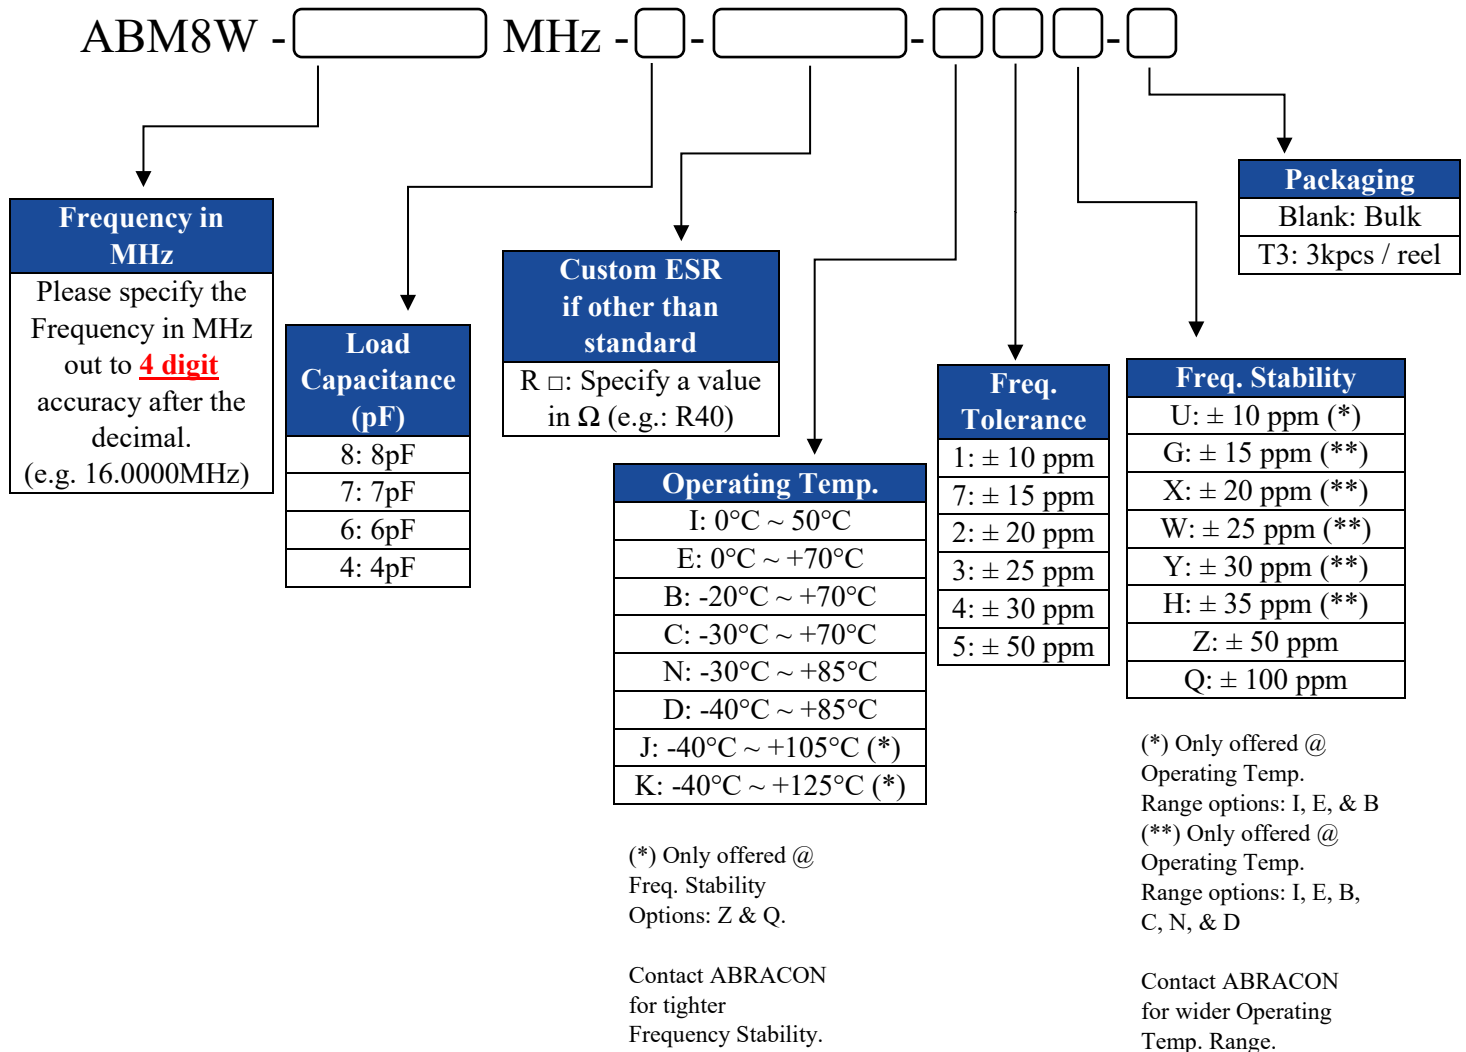 ABM8W - MHz - - - -
Frequency in
MHz
Please specify the
Frequency in MHz
out to 4 digit
accuracy after the
decimal.
(e.g. 16.0000MHz)
Load
Capacitance
(pF)
8: 8pF
7: 7pF
6: 6pF
4: 4pF
Custom ESR
if other than
standard
R □: Specify a value
in Ω (e.g.: R40)
Operating Temp.
I: 0°C ~ 50°C
E: 0°C ~ +70°C
B: -20°C ~ +70°C
C: -30°C ~ +70°C
N: -30°C ~ +85°C
D: -40°C ~ +85°C
J: -40°C ~ +105°C (*)
K: -40°C ~ +125°C (*)
(*) Only offered @
Freq. Stability
Options: Z & Q.
Contact ABRACON
for tighter
Frequency Stability.
Freq.
Tolerance
1: ± 10 ppm
7: ± 15 ppm
2: ± 20 ppm
3: ± 25 ppm
4: ± 30 ppm
5: ± 50 ppm
Freq. Stability
U: ± 10 ppm (*)
G: ± 15 ppm (**)
X: ± 20 ppm (**)
W: ± 25 ppm (**)
Y: ± 30 ppm (**)
H: ± 35 ppm (**)
Z: ± 50 ppm
Q: ± 100 ppm
(*) Only offered @
Operating Temp.
Range options: I, E, & B
(**) Only offered @
Operating Temp.
Range options: I, E, B,
C, N, & D
Contact ABRACON
for wider Operating
Temp. Range.
Packaging
Blank: Bulk
T3: 3kpcs / reel